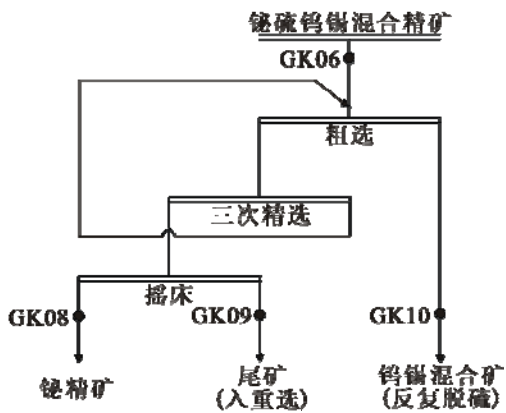 铋硫钨锡混合精矿
GK06
粗选
三次精选
摇床
GK08
GK09
GK10
铋精矿
尾矿
(入重选)
钨锡混合矿
(反复脱硫)